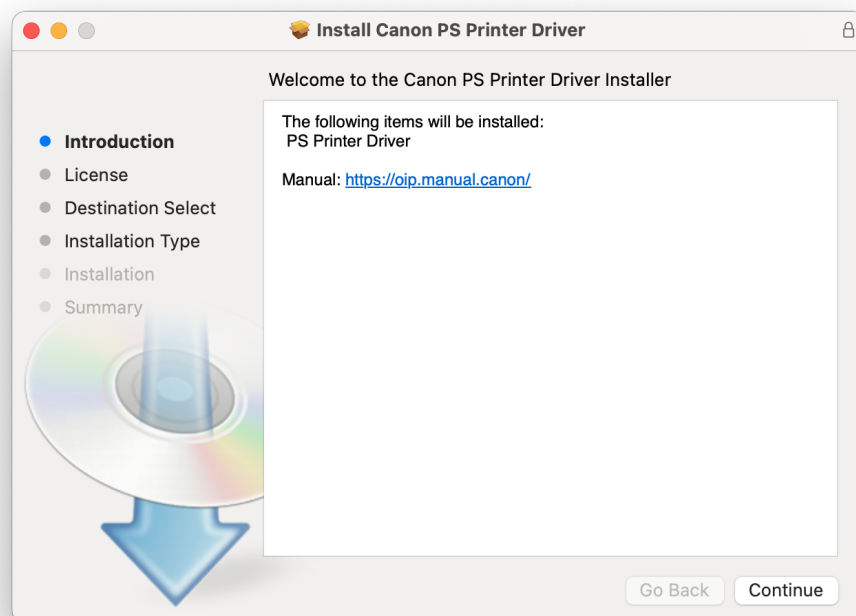 Install Canon PS Printer Driver
Welcome to the Canon PS Printer Driver Installer
Introduction
License
Destination Select
Installation Type
Installation
Summary
The following items will be installed:
PS Printer Driver
Manual: https://oip.manual.canon/
Go Back
Continue